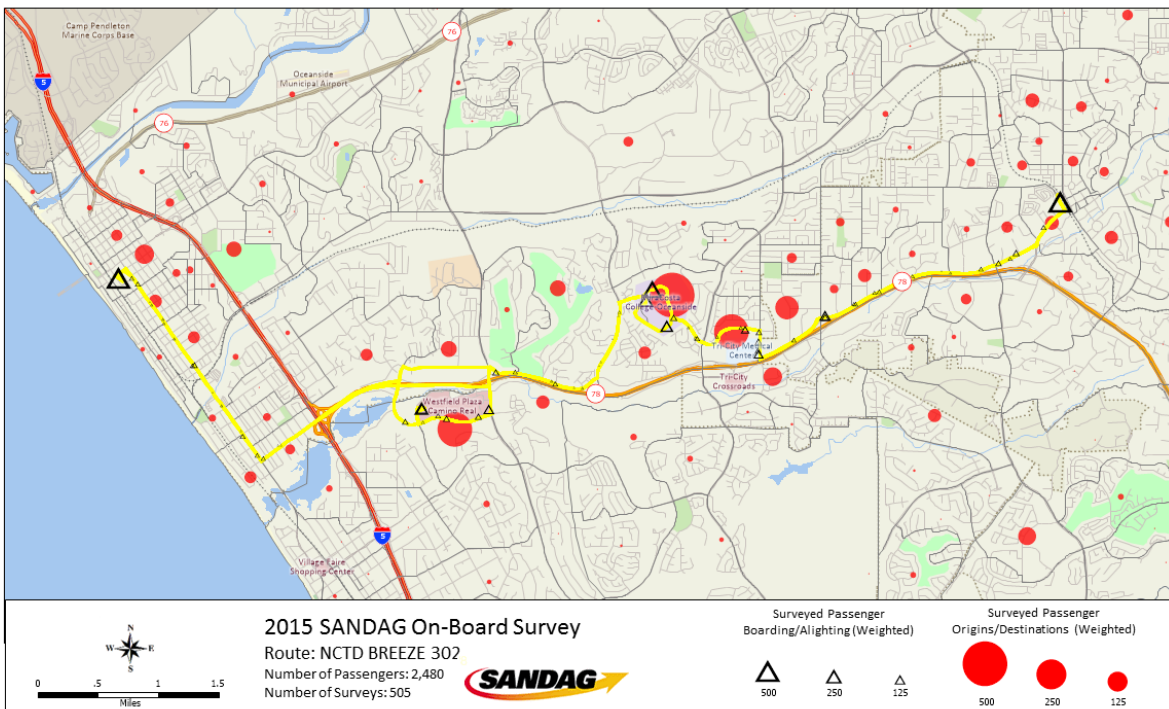 Camp Pendleton
Marine Corps Base
76
5
Oceanside
Municipal Airport
76
78
MiraCosta
College Oceanside
Tri-City Medical
Center
Tri-City
Crossroads
78
Westfield Plaza
Camino Real
5
Village Faire
Shopping Center
N
W E
S
0 .5 1 1.5
Miles
2015 SANDAG On-Board Survey
Route: NCTD BREEZE 302
Number of Passengers: 2,480
Number of Surveys: 505
SANDAG
Surveyed Passenger
Boarding/Alighting (Weighted)
500 250 125
Surveyed Passenger
Origins/Destinations (Weighted)
500 250 125